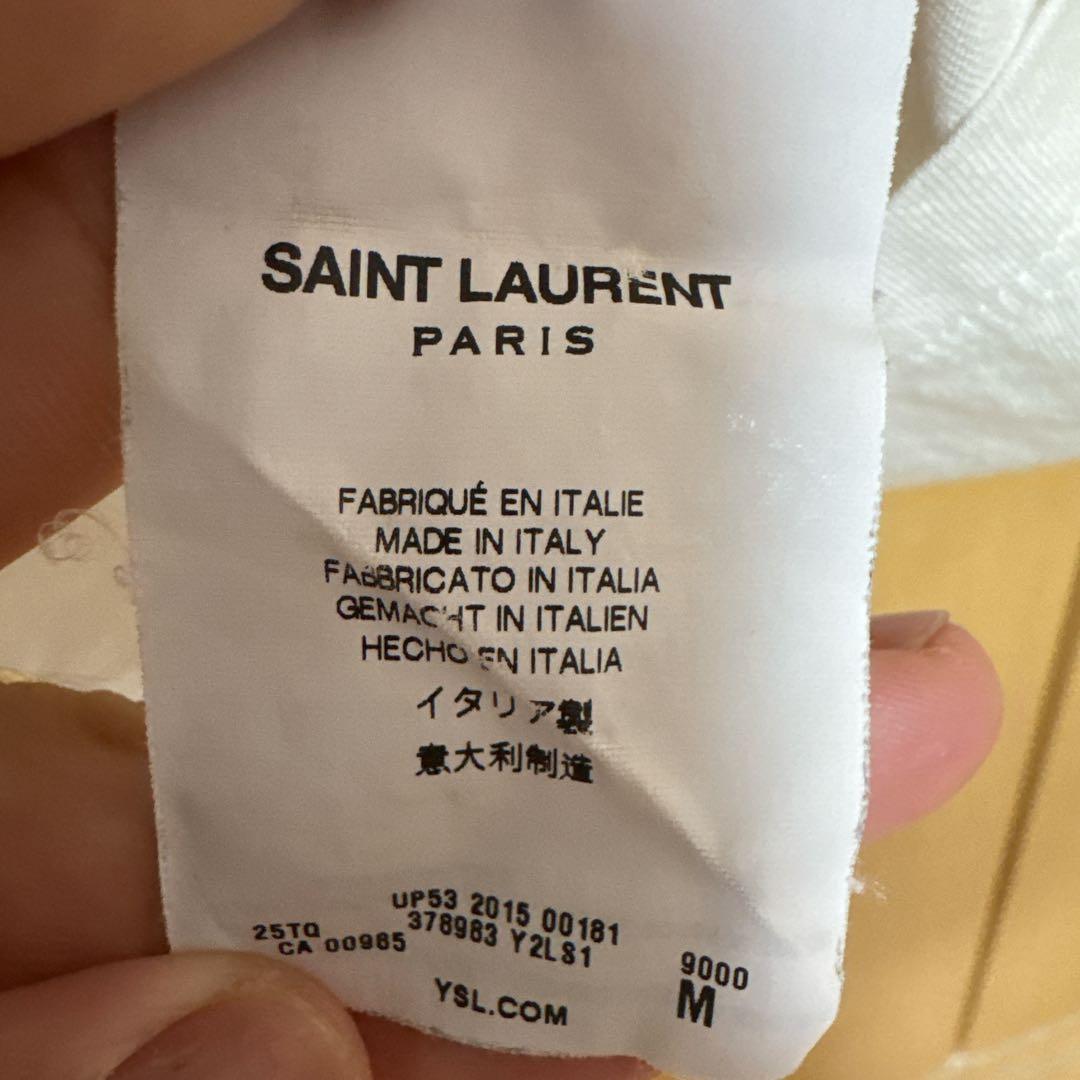 SAINT LAURENT
PARIS
FABRIQUÉ EN ITALIE
MADE IN ITALY
FABBRICATO IN ITALIA
GEMACHT IN ITALIEN
HECHO EN ITALIA
イタリア製
意大利制造
UP53 2015 00181
25TQ 378983 Y2LS1
CA 00985 9000
YSL.COM M